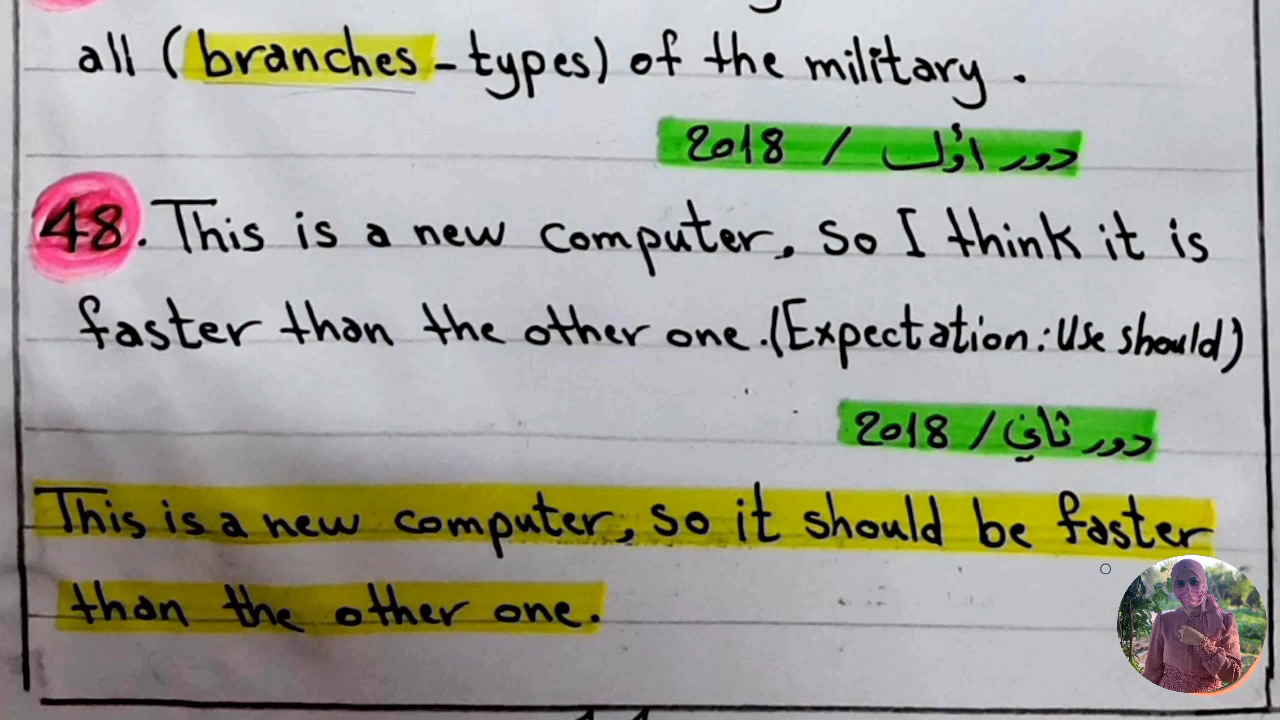 all (branches - types) of the military.
دور أول / 2018
48. This is a new computer, so I think it is
faster than the other one. (Expectation: Use should)
دور ثاني / 2018
This is a new computer, so it should be faster
than the other one.